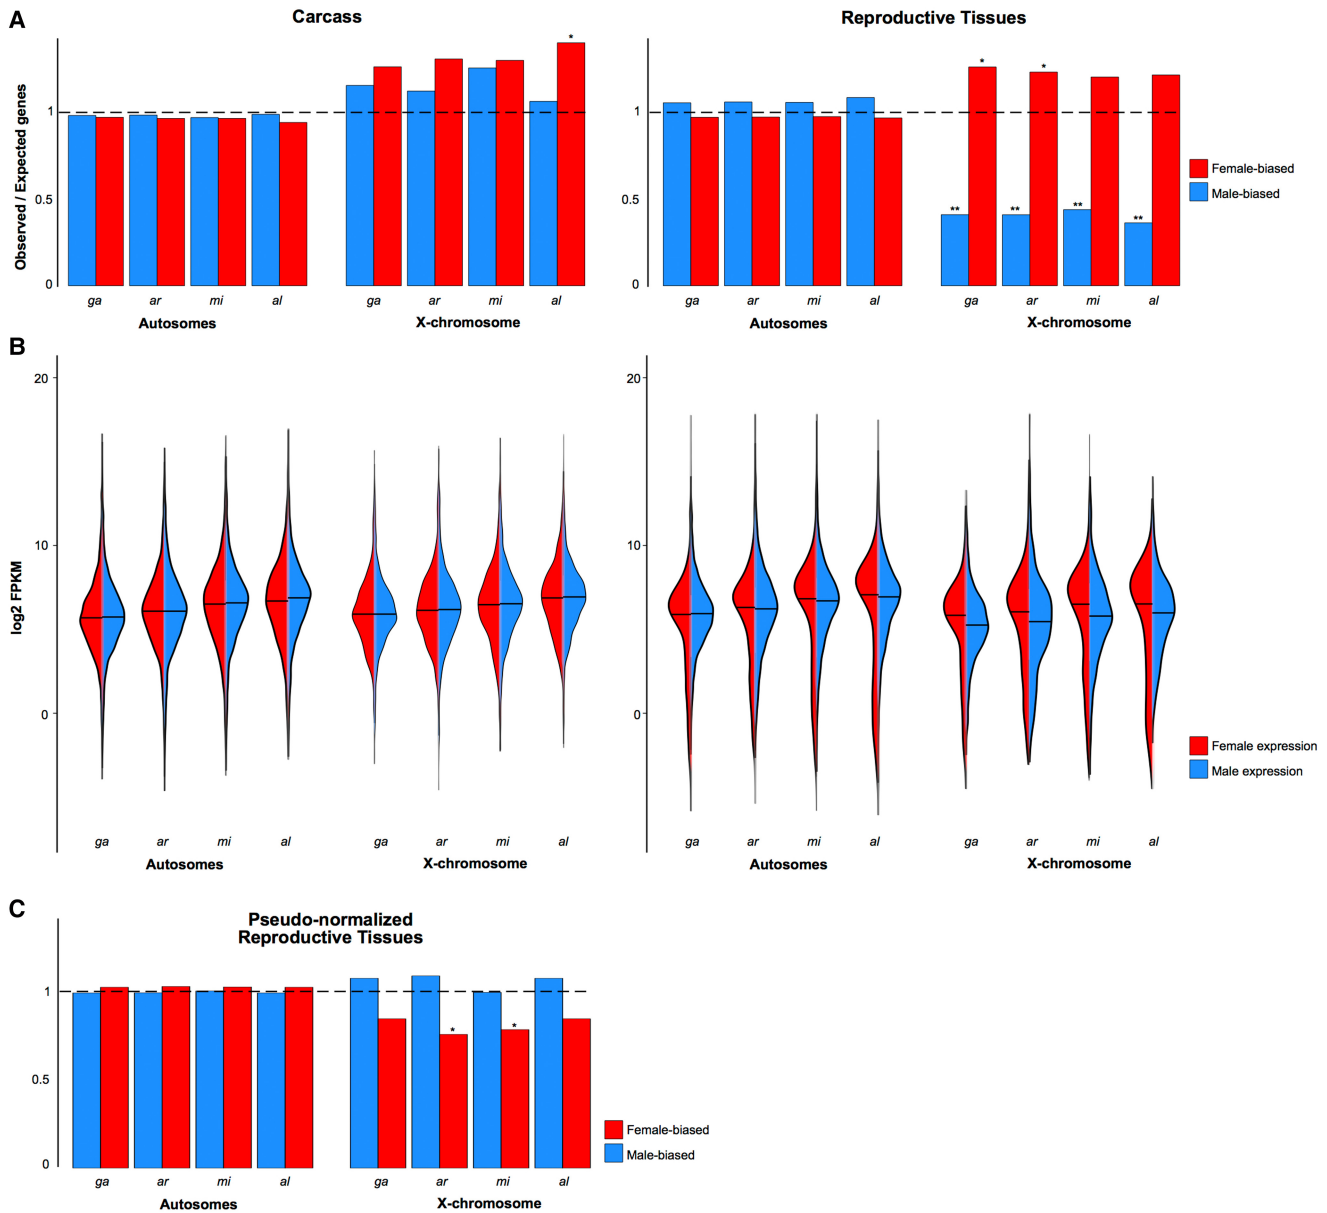 A
Carcass
Reproductive Tissues
Observed / Expected genes
1
0.5
0
*
ga ar mi al
ga ar mi al
Autosomes
X-chromosome
1
0.5
0
**
*
**
*
**
**
ga ar mi al
ga ar mi al
Autosomes
X-chromosome
Female-biased
Male-biased
B
log2 FPKM
20
10
0
ga ar mi al
ga ar mi al
Autosomes
X-chromosome
20
10
0
ga ar mi al
ga ar mi al
Autosomes
X-chromosome
Female expression
Male expression
C
Pseudo-normalized
Reproductive Tissues
1
0.5
0
*
*
ga ar mi al
ga ar mi al
Autosomes
X-chromosome
Female-biased
Male-biased